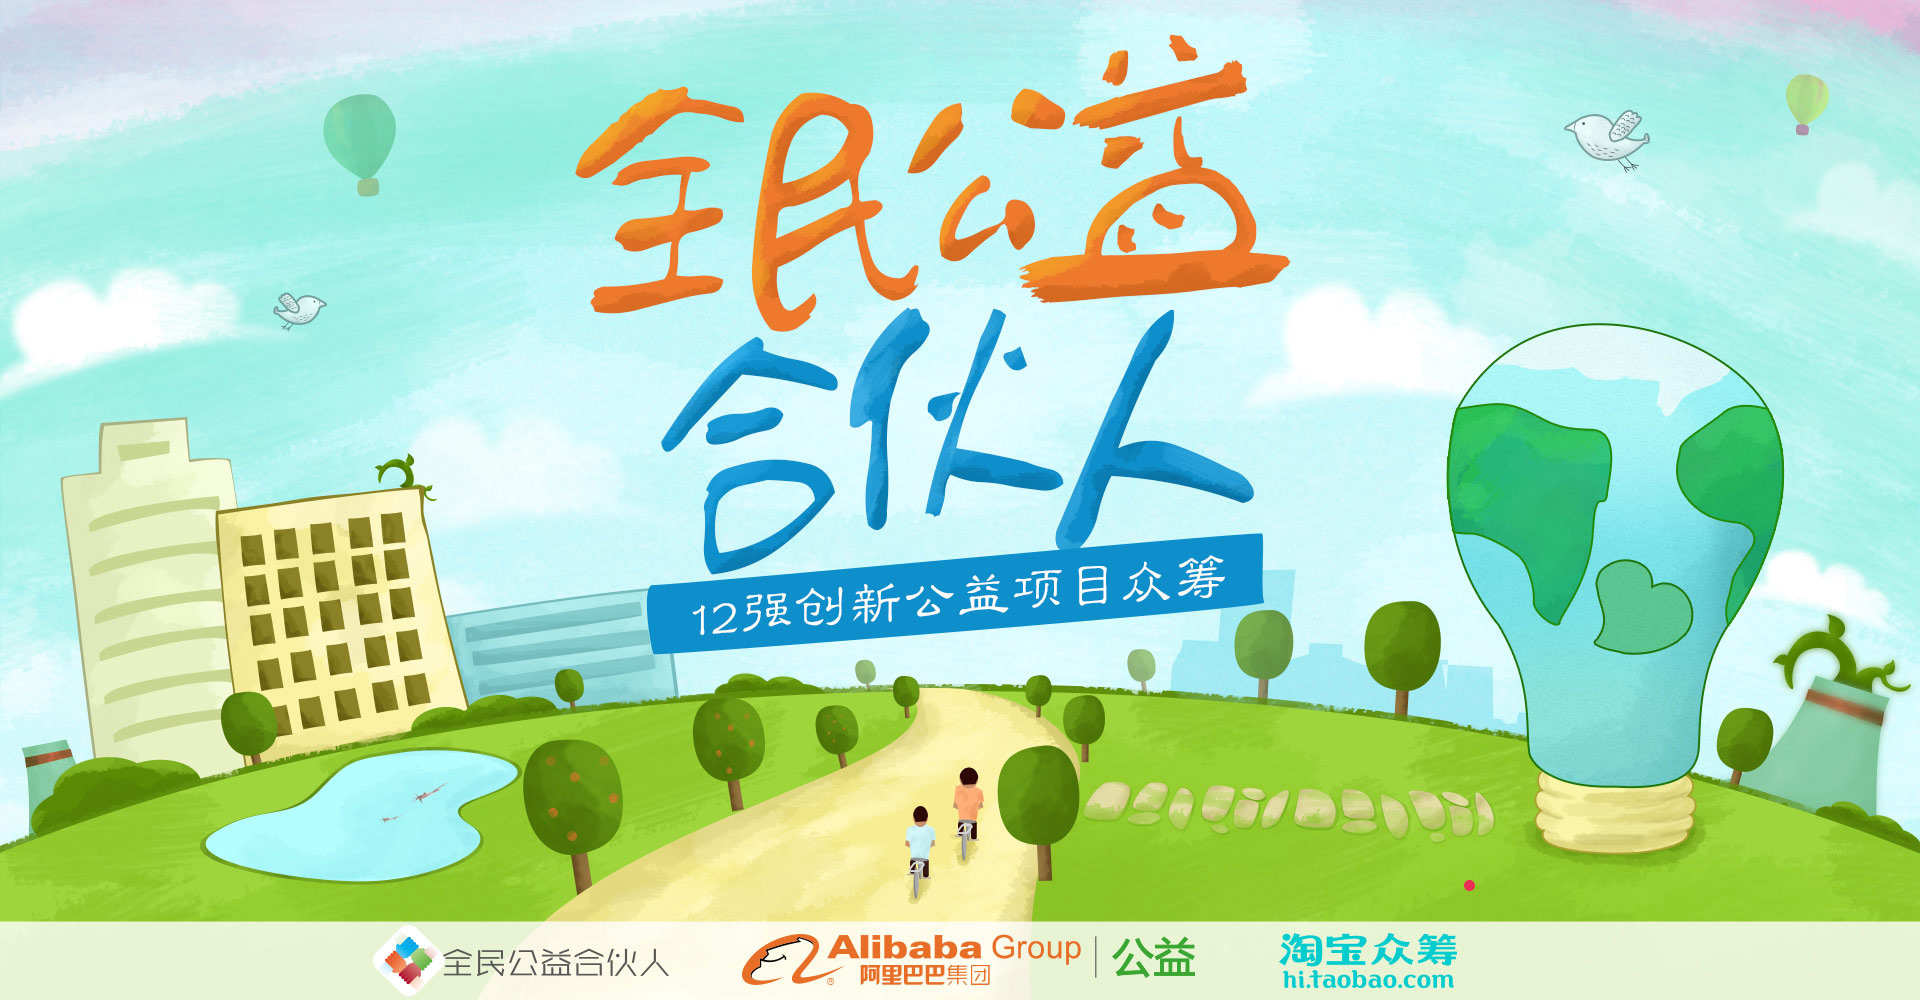 全民公益
合伙人
12强创新公益项目众筹
全民公益合伙人
Alibaba Group
阿里巴巴集团
®
公益
淘宝众筹
hi.taobao.com